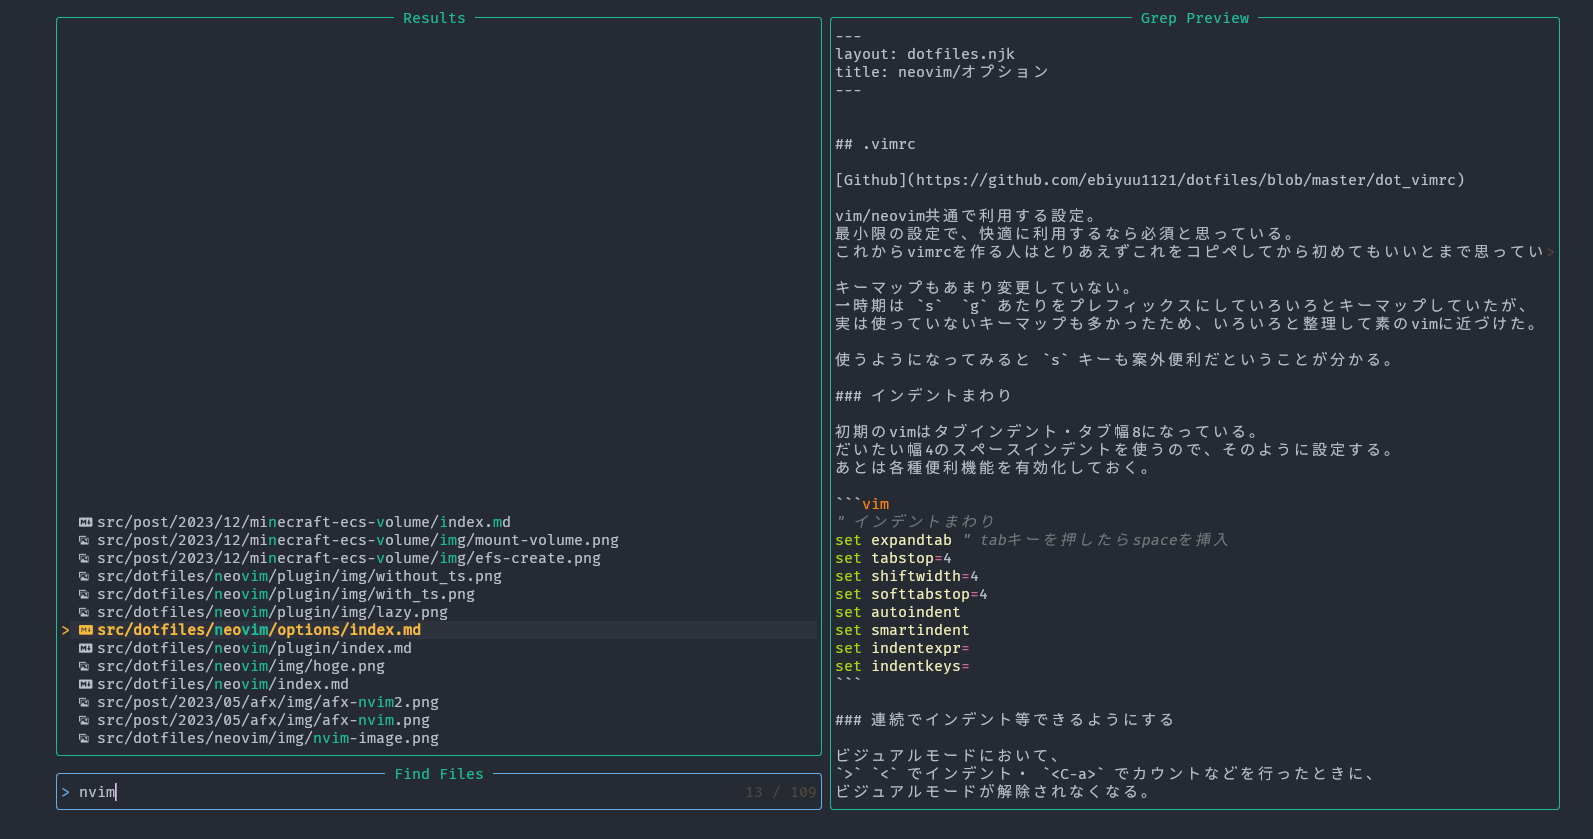 Results
src/post/2023/12/minecraft-ecs-volume/index.md
src/post/2023/12/minecraft-ecs-volume/img/mount-volume.png
src/post/2023/12/minecraft-ecs-volume/img/efs-create.png
src/dotfiles/neovim/plugin/img/without_ts.png
src/dotfiles/neovim/plugin/img/with_ts.png
src/dotfiles/neovim/plugin/img/lazy.png
> src/dotfiles/neovim/options/index.md
src/dotfiles/neovim/plugin/index.md
src/dotfiles/neovim/img/hoge.png
src/dotfiles/neovim/index.md
src/post/2023/05/afx/img/afx-nvim2.png
src/post/2023/05/afx/img/afx-nvim.png
src/dotfiles/neovim/img/nvim-image.png
Find Files
> nvim 13 / 109
Grep Preview
---
layout: dotfiles.njk
title: neovim/オプション
---
## .vimrc
[Github](https://github.com/ebiyuu1121/dotfiles/blob/master/dot_vimrc)
vim/neovim共通で利用する設定。
最小限の設定で、快適に利用するなら必須と思っている。
これからvimrcを作る人はとりあえずこれをコピペしてから初めてもいいとまで思ってい>
キーマップもあまり変更していない。
一時期は `s` `g` あたりをプレフィックスにしていろいろとキーマップしていたが、
実は使っていないキーマップも多かったため、いろいろと整理して素のvimに近づけた。
使うようになってみると `s` キーも案外便利だということが分かる。
### インデントまわり
初期のvimはタブインデント・タブ幅8になっている。
だいたい幅4のスペースインデントを使うので、そのように設定する。
あとは各種便利機能を有効化しておく。
```vim
" インデントまわり
set expandtab " tabキーを押したらspaceを挿入
set tabstop=4
set shiftwidth=4
set softtabstop=4
set autoindent
set smartindent
set indentexpr=
set indentkeys=
```
### 連続でインデント等できるようにする
ビジュアルモードにおいて、
`>` `<` でインデント・ `<C-a>` でカウントなどを行ったときに、
ビジュアルモードが解除されなくなる。